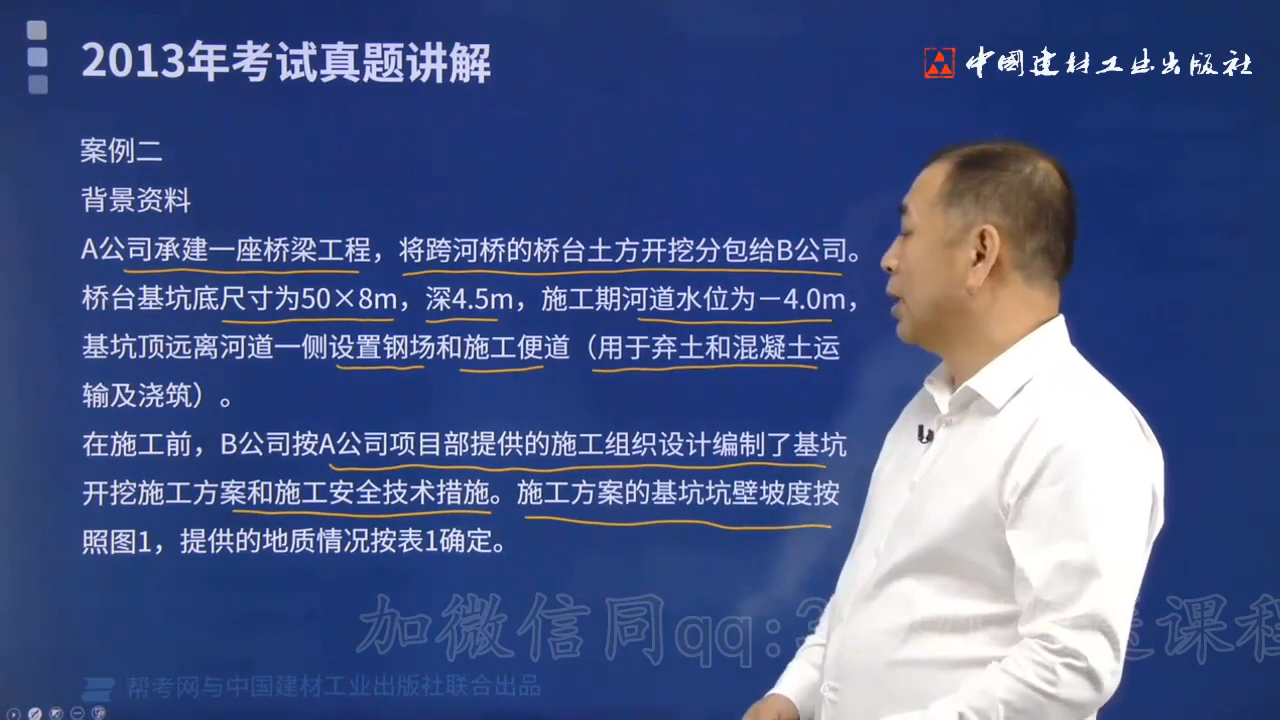 2013年考试真题讲解
中国建材工业出版社
案例二
背景资料
A公司承建一座桥梁工程，将跨河桥的桥台土方开挖分包给B公司。
桥台基坑底尺寸为50×8m，深4.5m，施工期河道水位为－4.0m，
基坑顶远离河道一侧设置钢场和施工便道（用于弃土和混凝土运
输及浇筑）。
在施工前，B公司按A公司项目部提供的施工组织设计编制了基坑
开挖施工方案和施工安全技术措施。施工方案的基坑坑壁坡度按
照图1，提供的地质情况按表1确定。
加微信同qq:3
课程
帮考网与中国建材工业出版社联合出品